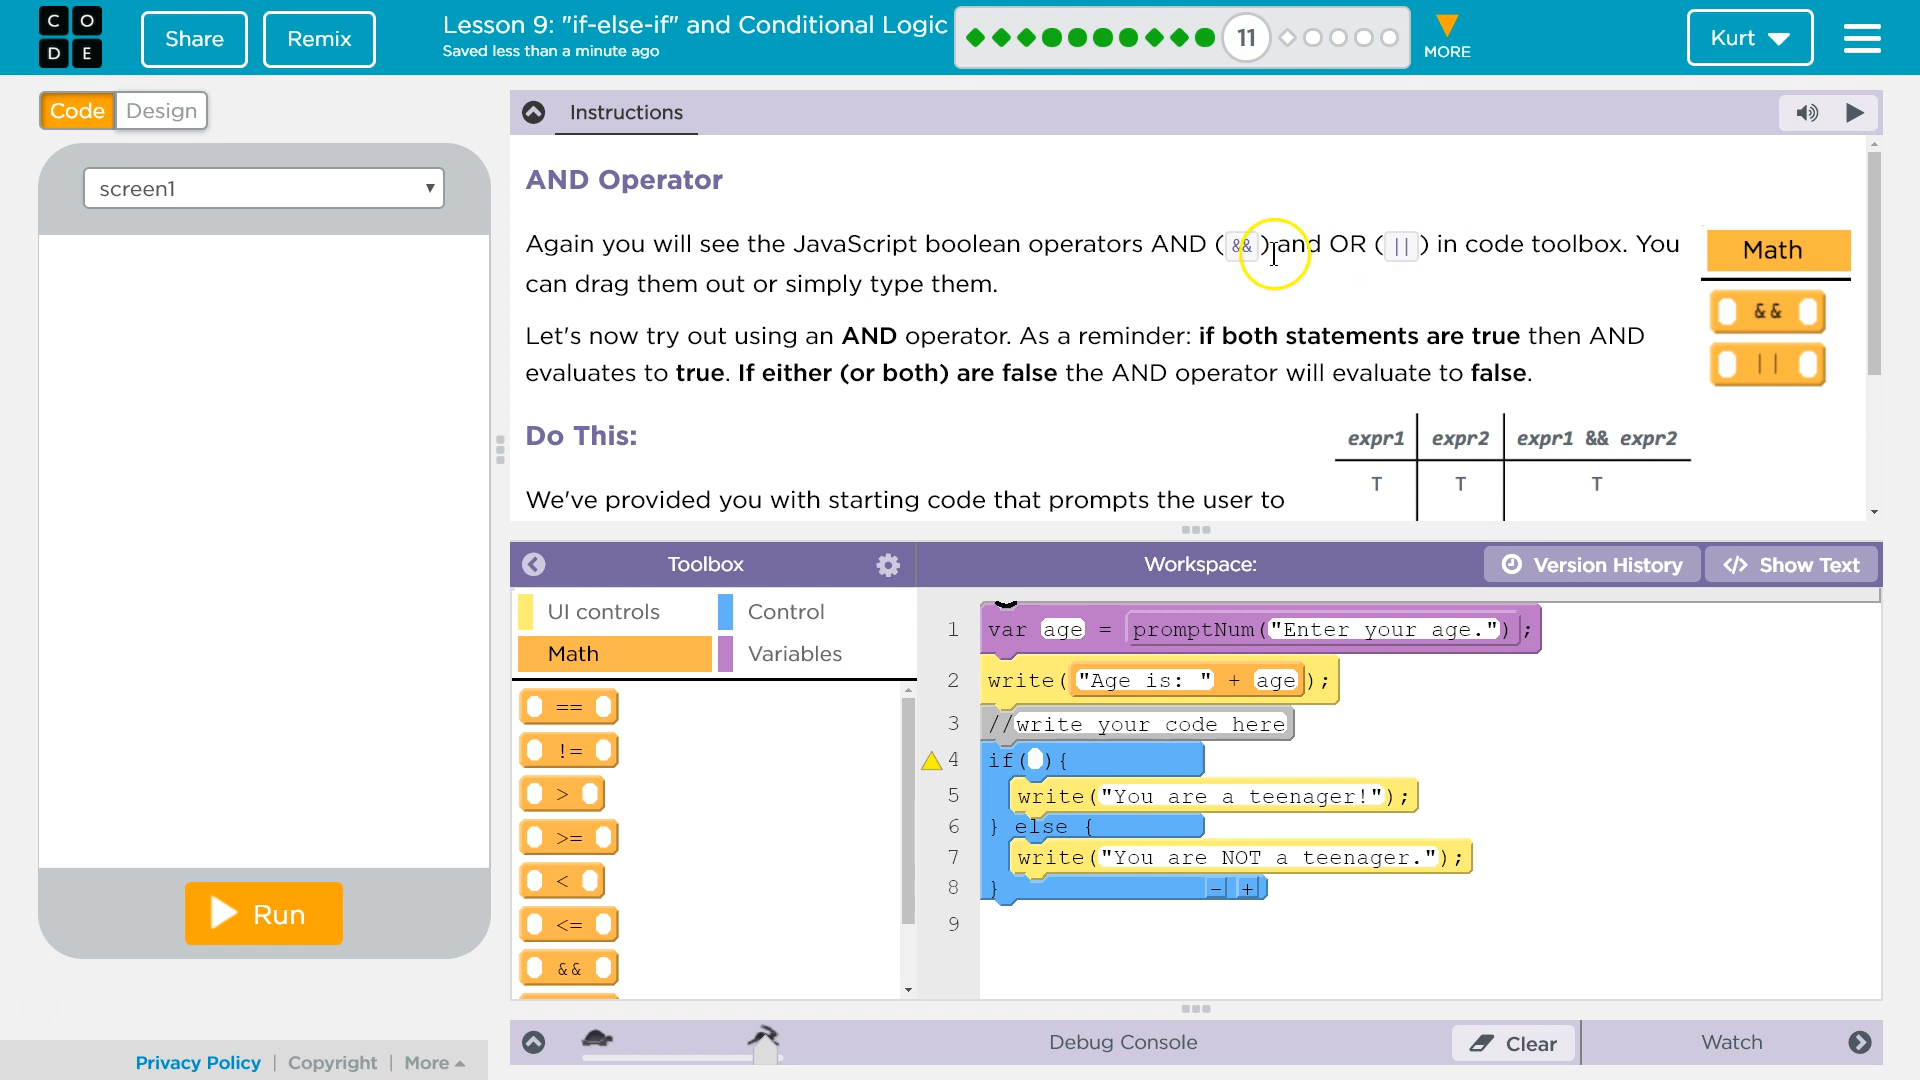 C O
D E
Share
Remix
Lesson 9: "if-else-if" and Conditional Logic
Saved less than a minute ago
11
MORE
Kurt
Code
Design
screen1
Run
Privacy Policy | Copyright | More
Instructions
AND Operator
Again you will see the JavaScript boolean operators AND ( && ) and OR ( || ) in code toolbox. You
can drag them out or simply type them.
Let's now try out using an AND operator. As a reminder: if both statements are true then AND
evaluates to true. If either (or both) are false the AND operator will evaluate to false.
Math
&&
||
Do This:
We've provided you with starting code that prompts the user to
expr1 expr2 expr1 && expr2
T T T
Toolbox
UI controls
Control
Math
Variables
==
!=
>
>=
<
<=
&&
Workspace:
Version History
</> Show Text
1 var age = promptNum("Enter your age.");
2 write("Age is: " + age);
3 //write your code here
4 if( ){
5 write("You are a teenager!");
6 } else {
7 write("You are NOT a teenager.");
8 } - +
9
Debug Console
Clear
Watch